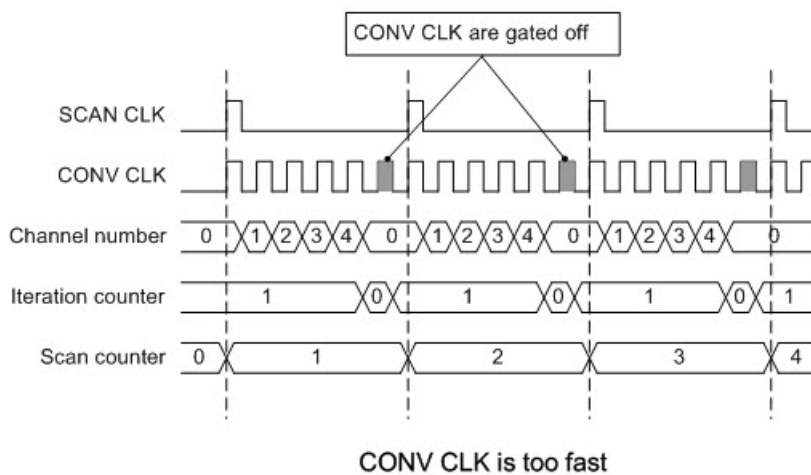 CONV CLK are gated off
SCAN CLK
CONV CLK
Channel number 0 1 2 3 4 0 1 2 3 4 0 1 2 3 4 0
Iteration counter 1 0 1 0 1 0 1
Scan counter 0 1 2 3 4
CONV CLK is too fast